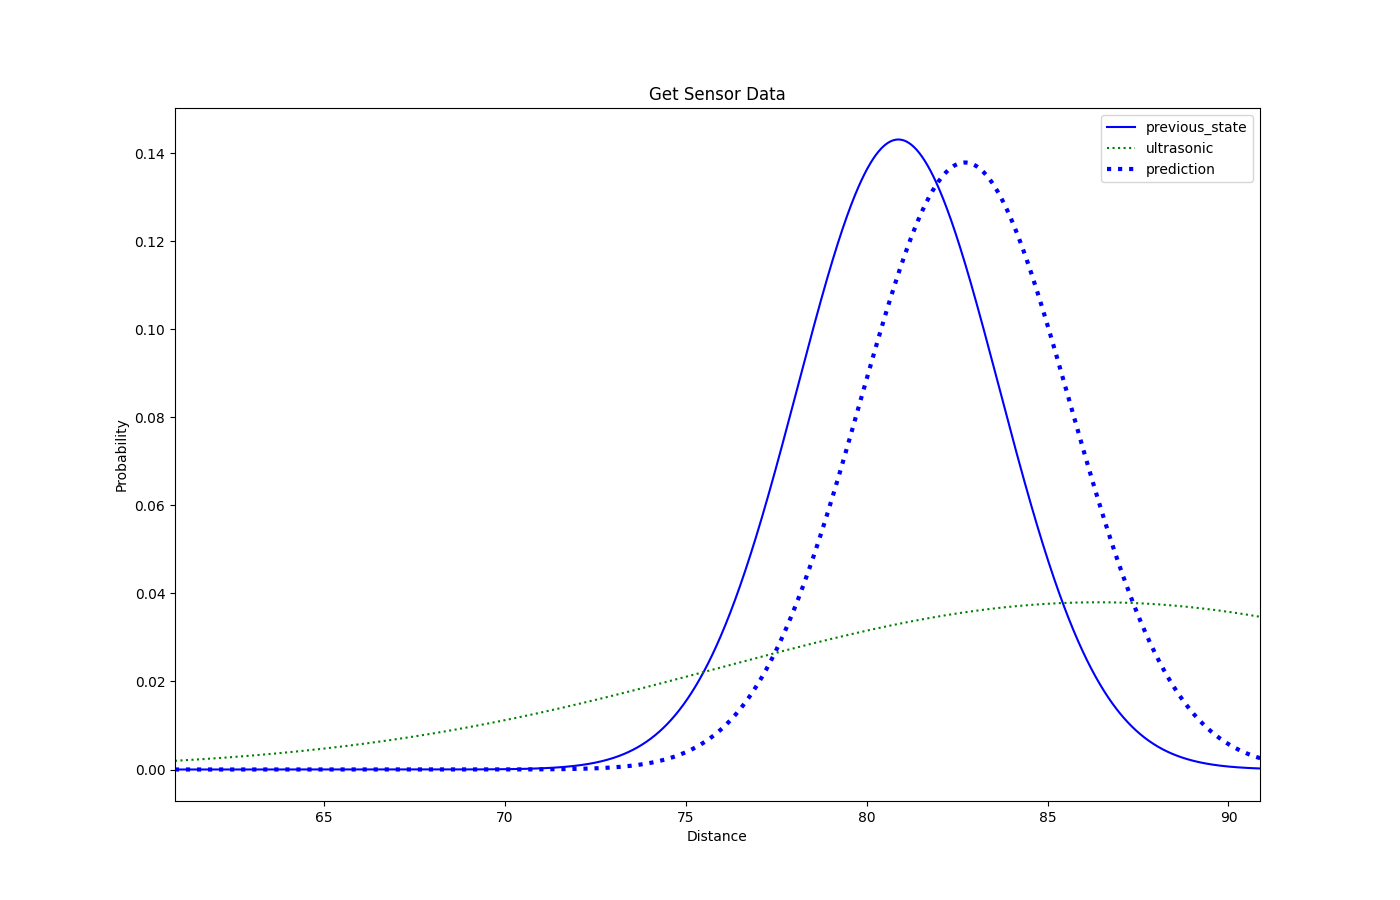 Get Sensor Data
previous_state
ultrasonic
prediction
0.14
0.12
0.10
0.08
0.06
0.04
0.02
0.00
Probability
65 70 75 80 85 90
Distance